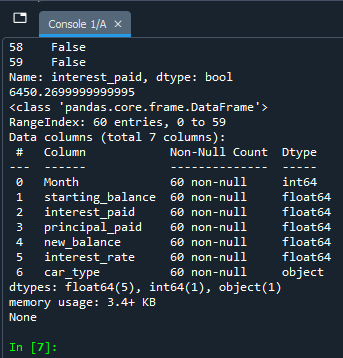 Console 1/A
58    False
59    False
Name: interest_paid, dtype: bool
6450.2699999999995
<class 'pandas.core.frame.DataFrame'>
RangeIndex: 60 entries, 0 to 59
Data columns (total 7 columns):
 #   Column            Non-Null Count  Dtype
---  ------            --------------  -----
 0   Month             60 non-null     int64
 1   starting_balance  60 non-null     float64
 2   interest_paid     60 non-null     float64
 3   principal_paid    60 non-null     float64
 4   new_balance       60 non-null     float64
 5   interest_rate     60 non-null     float64
 6   car_type          60 non-null     object
dtypes: float64(5), int64(1), object(1)
memory usage: 3.4+ KB
None
In [7]: